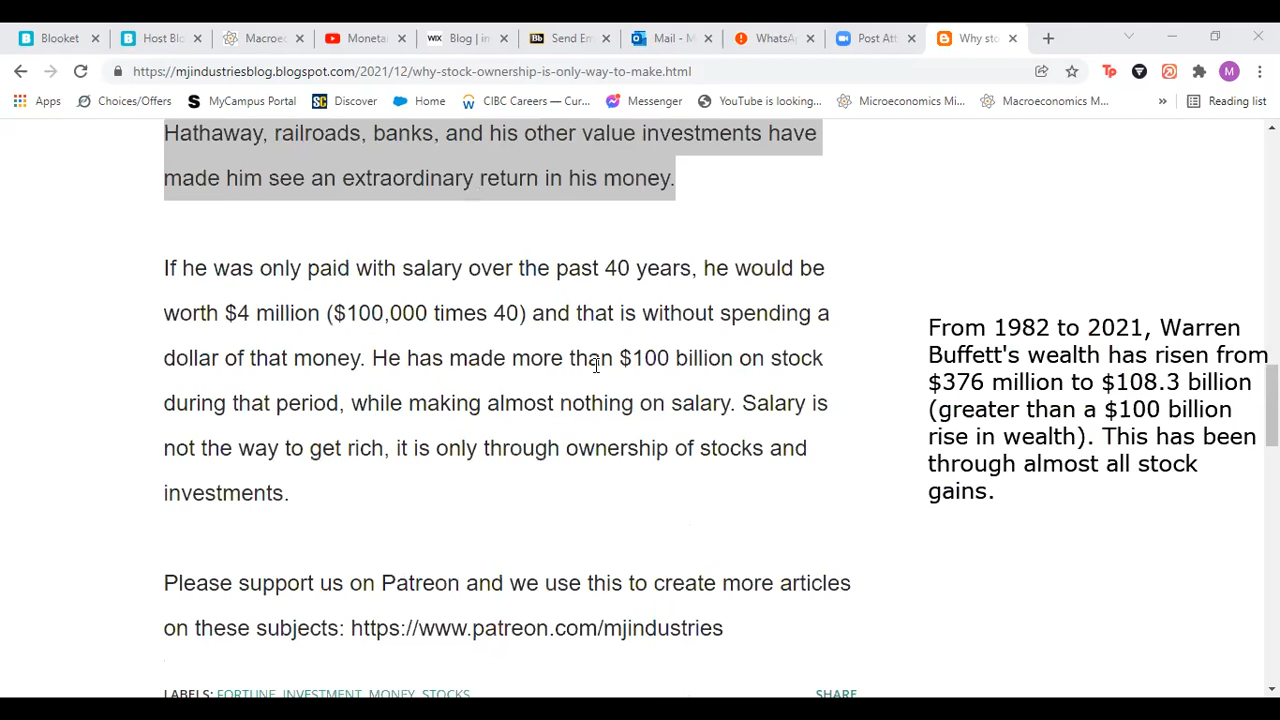 Blooket
Host Blo
Macroec
Moneta
WIX Blog | in
Bb Send Em
Mail - M
WhatsAp
Post Att
Why sto
https://mjindustriesblog.blogspot.com/2021/12/why-stock-ownership-is-only-way-to-make.html
Tp
M
Apps
Choices/Offers
S MyCampus Portal
SC Discover
Home
CIBC Careers — Cur...
Messenger
YouTube is looking...
Microeconomics Mi...
Macroeconomics M...
»
Reading list
Hathaway, railroads, banks, and his other value investments have
made him see an extraordinary return in his money.
If he was only paid with salary over the past 40 years, he would be
worth $4 million ($100,000 times 40) and that is without spending a
dollar of that money. He has made more than $100 billion on stock
during that period, while making almost nothing on salary. Salary is
not the way to get rich, it is only through ownership of stocks and
investments.
From 1982 to 2021, Warren
Buffett's wealth has risen from
$376 million to $108.3 billion
(greater than a $100 billion
rise in wealth). This has been
through almost all stock
gains.
Please support us on Patreon and we use this to create more articles
on these subjects: https://www.patreon.com/mjindustries
LABELS: FORTUNE, INVESTMENT, MONEY, STOCKS
SHARE